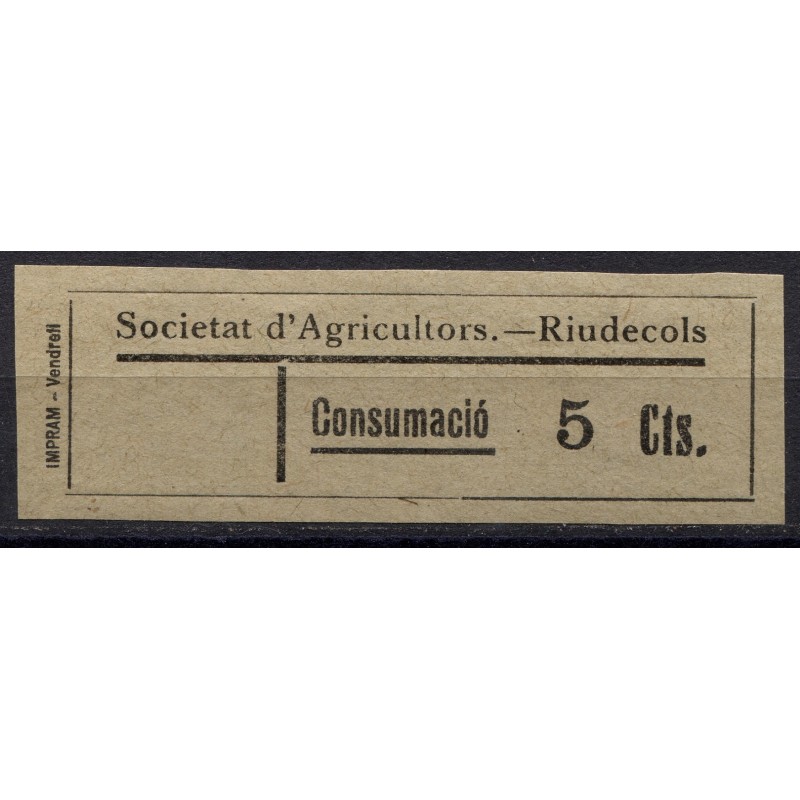 Societat d'Agricultors.—Riudecols
Consumació 5 Cts.
IMPRAM - Vendrell